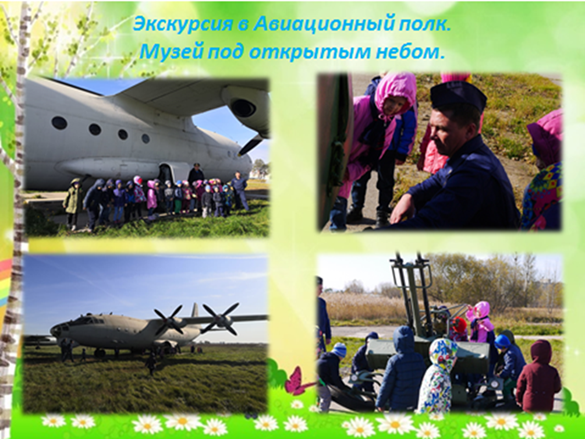 Экскурсия в Авиационный полк.
Музей под открытым небом.